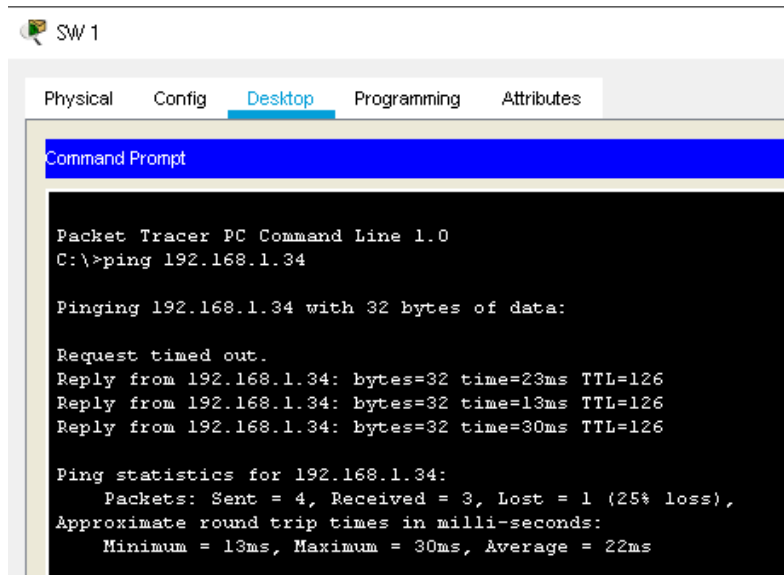 SW 1
Physical Config Desktop Programming Attributes
Command Prompt
Packet Tracer PC Command Line 1.0
C:\>ping 192.168.1.34
Pinging 192.168.1.34 with 32 bytes of data:
Request timed out.
Reply from 192.168.1.34: bytes=32 time=23ms TTL=126
Reply from 192.168.1.34: bytes=32 time=13ms TTL=126
Reply from 192.168.1.34: bytes=32 time=30ms TTL=126
Ping statistics for 192.168.1.34:
Packets: Sent = 4, Received = 3, Lost = 1 (25% loss),
Approximate round trip times in milli-seconds:
Minimum = 13ms, Maximum = 30ms, Average = 22ms